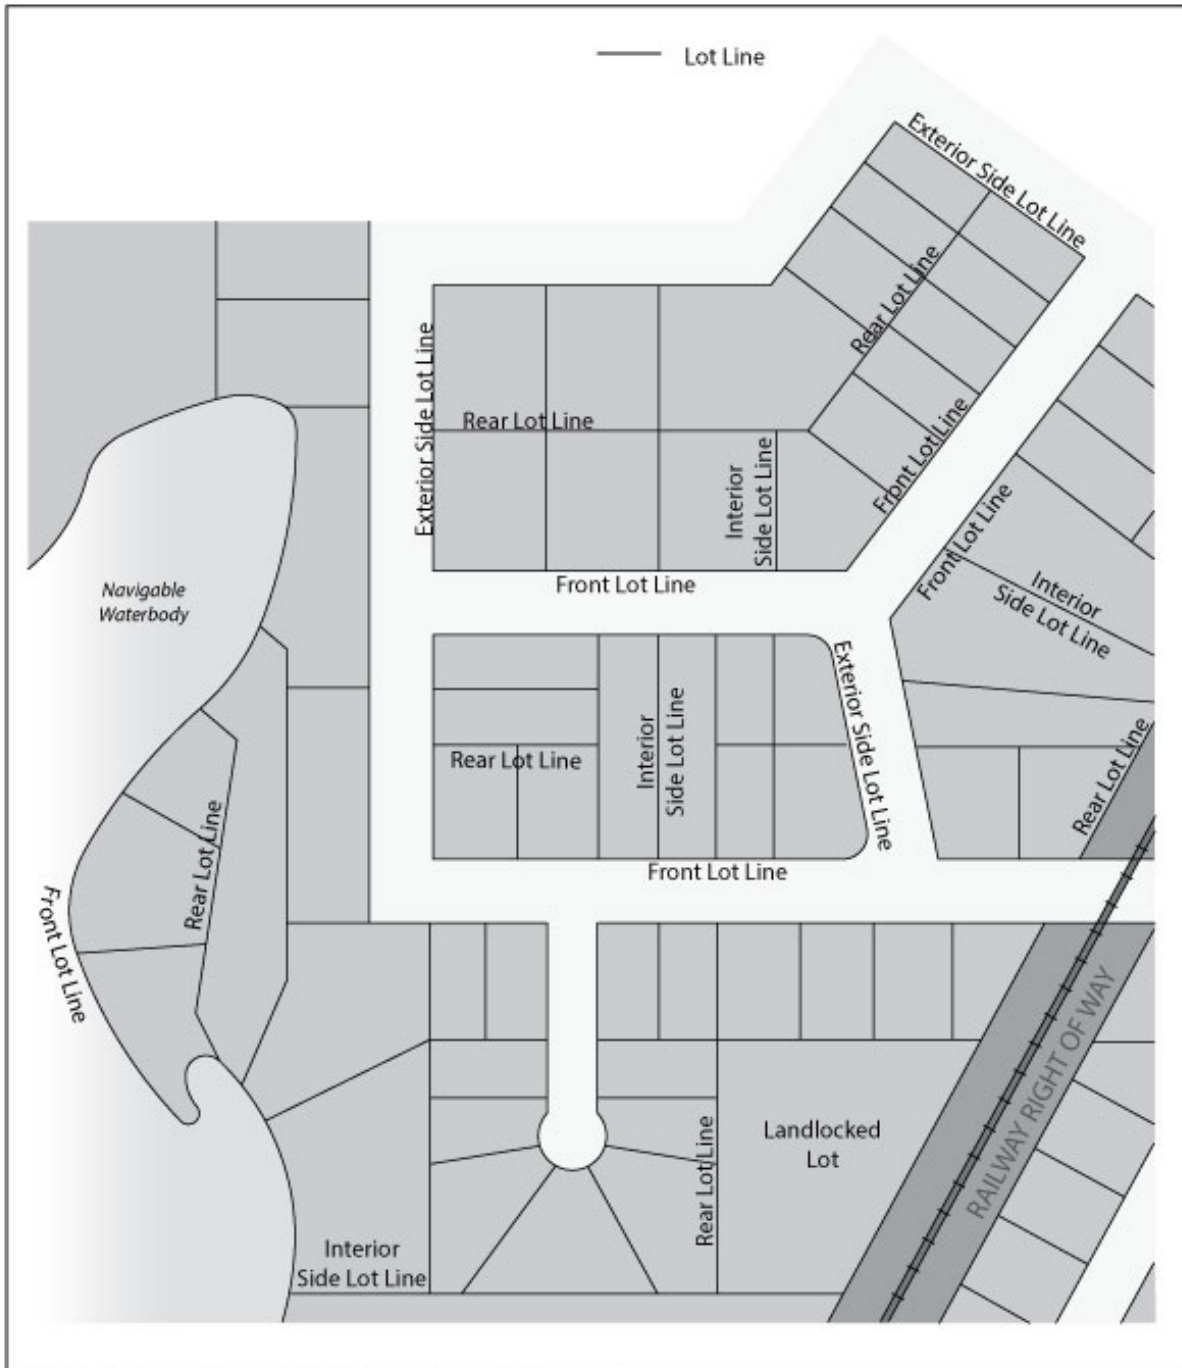 Lot Line
Exterior Side Lot Line
Rear Lot Line
Exterior Side Lot Line
Rear Lot Line
Front Lot Line
Interior
Side Lot Line
Front Lot Line
Front Lot Line
Interior
Side Lot Line
Navigable
Waterbody
Exterior Side Lot Line
Interior
Side Lot Line
Rear Lot Line
Rear Lot Line
Rear Lot Line
Front Lot Line
Front Lot Line
RAILWAY RIGHT OF WAY
Landlocked
Lot
Rear Lot Line
Interior
Side Lot Line